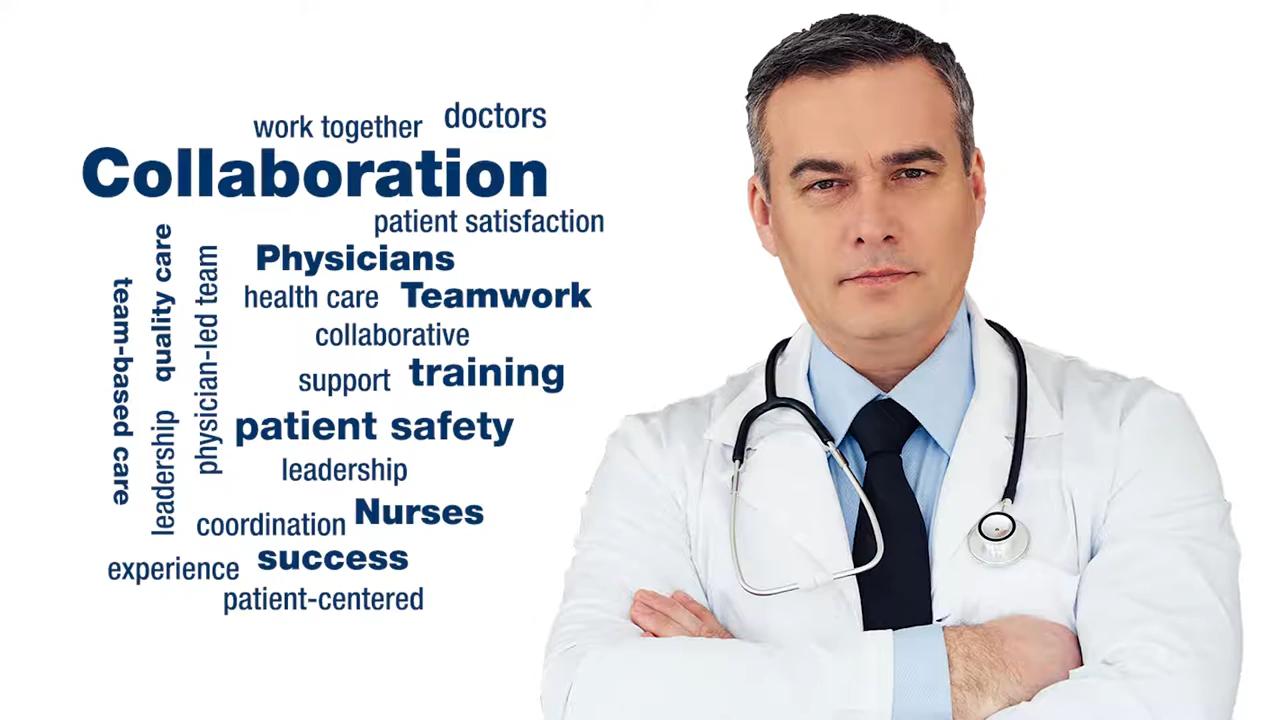 work together doctors
Collaboration
patient satisfaction
Physicians
health care Teamwork
collaborative
support training
patient safety
leadership
coordination Nurses
experience success
patient-centered
team-based care
quality care
leadership
physician-led team